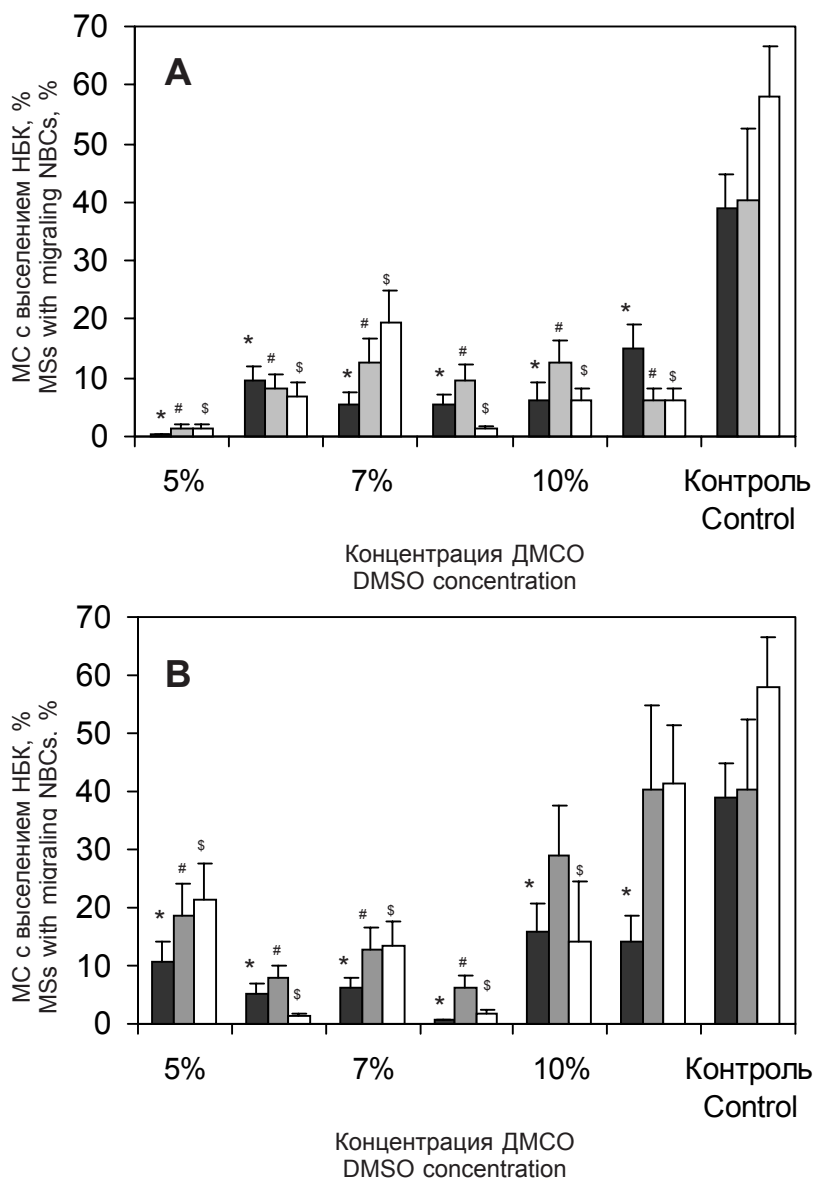 70
60
50
40
30
20
10
0
МС с выселением НБК, %
MSs with migraling NBCs, %
A
* # $
* # $
* # $
* # $
* # $
* # $
5% 7% 10% Контроль
Control
Концентрация ДМСО
DMSO concentration
70
60
50
40
30
20
10
0
МС с выселением НБК, %
MSs with migraling NBCs. %
B
* # $
* # $
* # $
* # $
* $
*
5% 7% 10% Контроль
Control
Концентрация ДМСО
DMSO concentration